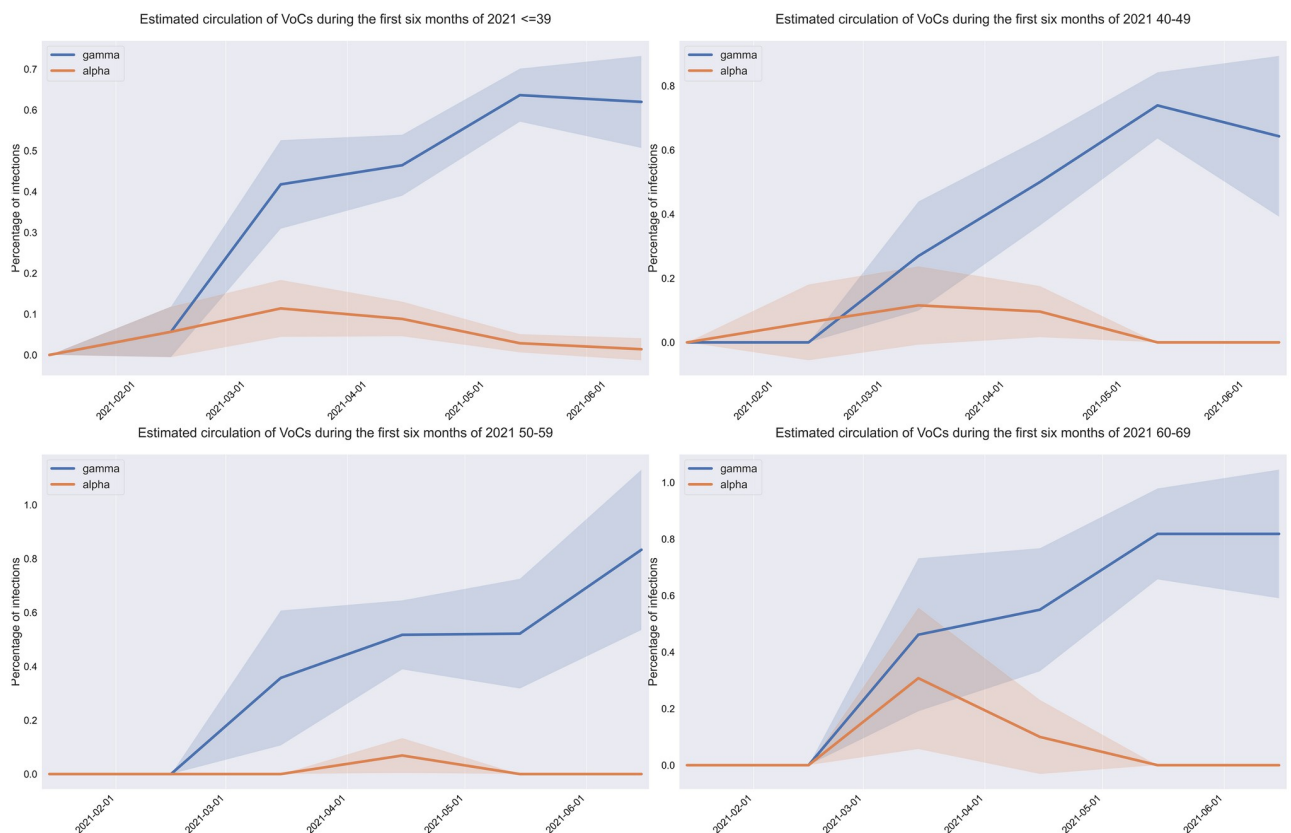 Estimated circulation of VoCs during the first six months of 2021 <=39
gamma
alpha
Percentage of infections
0.7
0.6
0.5
0.4
0.3
0.2
0.1
0.0
2021-02-01
2021-03-01
2021-04-01
2021-05-01
2021-06-01
Estimated circulation of VoCs during the first six months of 2021 40-49
gamma
alpha
Percentage of infections
0.8
0.6
0.4
0.2
0.0
2021-02-01
2021-03-01
2021-04-01
2021-05-01
2021-06-01
Estimated circulation of VoCs during the first six months of 2021 50-59
gamma
alpha
Percentage of infections
1.0
0.8
0.6
0.4
0.2
0.0
2021-02-01
2021-03-01
2021-04-01
2021-05-01
2021-06-01
Estimated circulation of VoCs during the first six months of 2021 60-69
gamma
alpha
Percentage of infections
1.0
0.8
0.6
0.4
0.2
0.0
2021-02-01
2021-03-01
2021-04-01
2021-05-01
2021-06-01